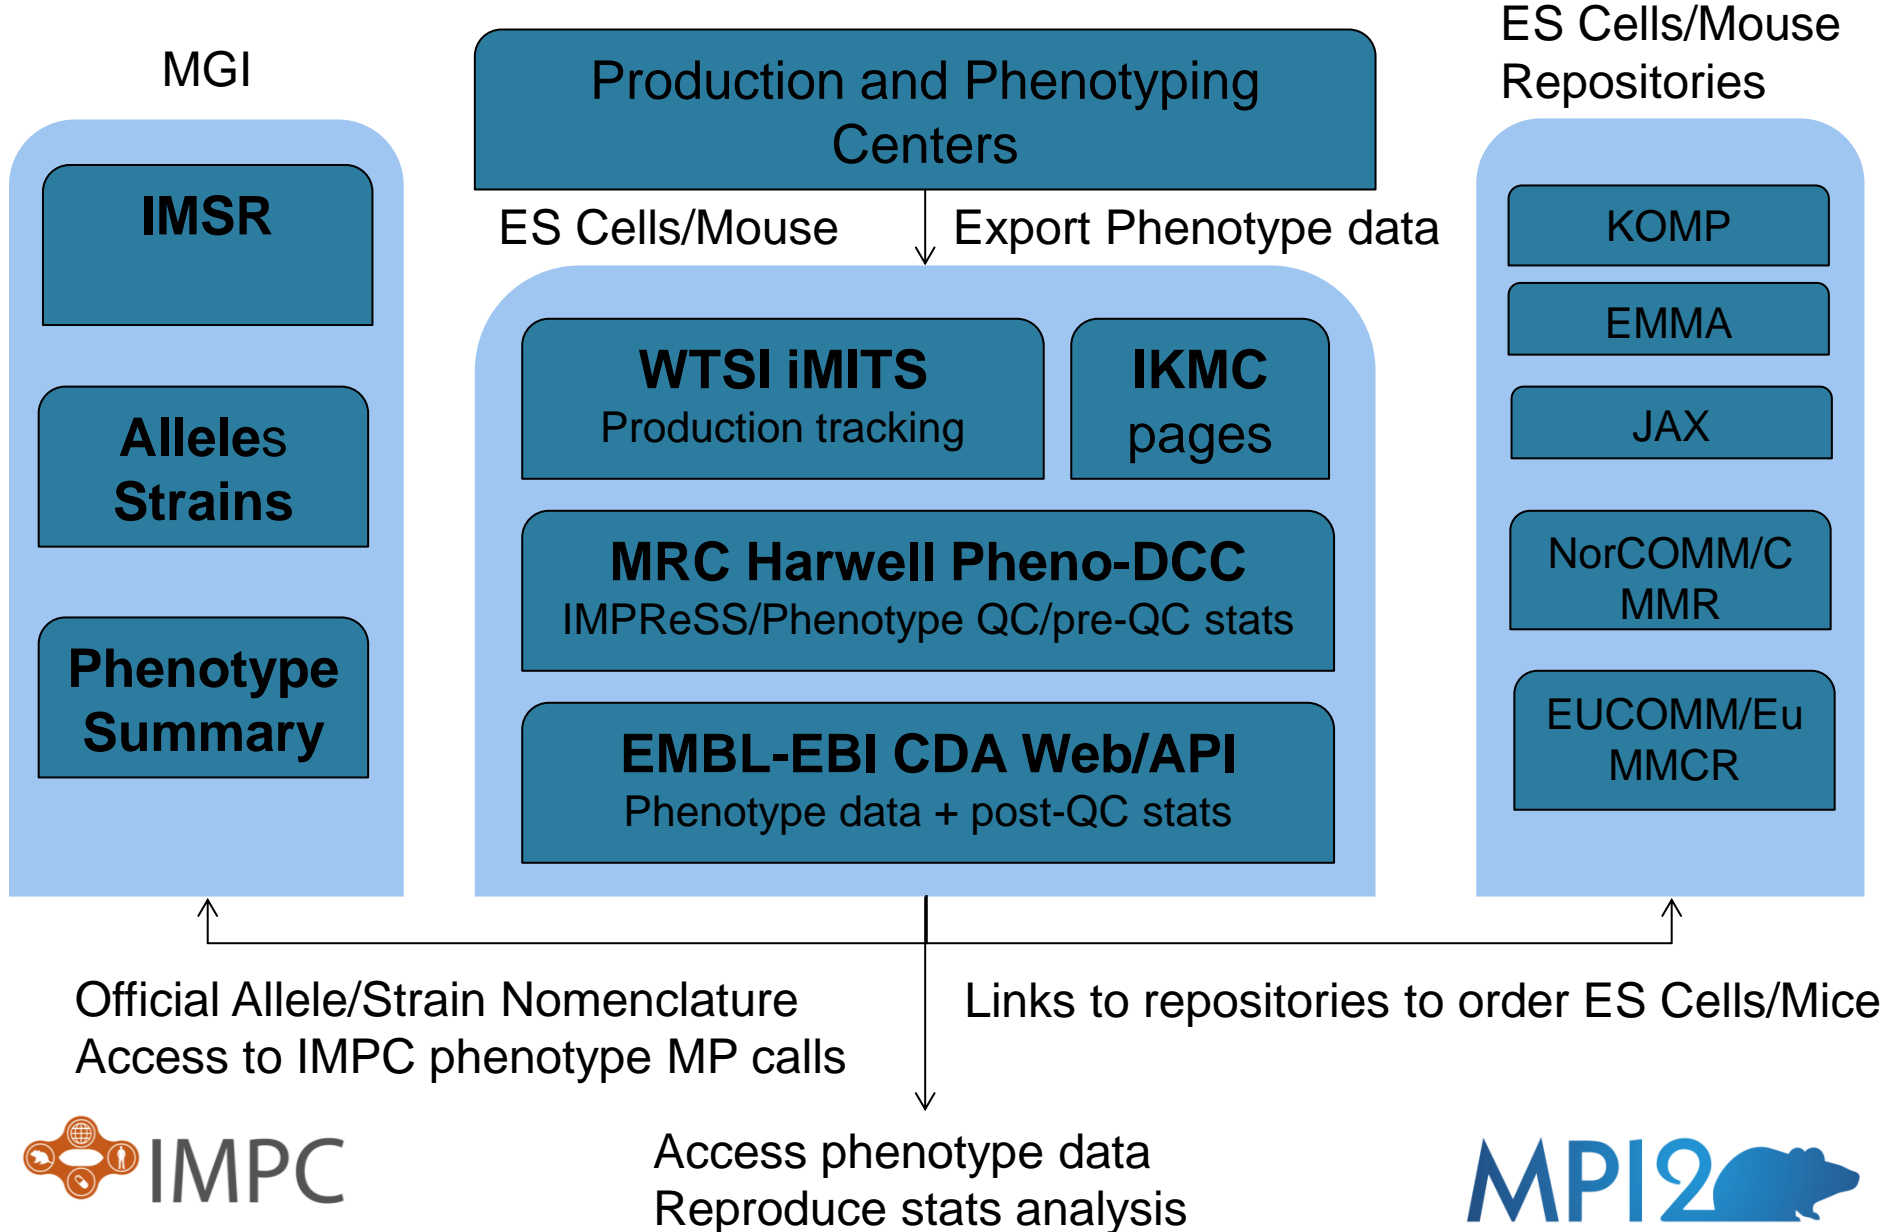 MGI
IMSR
Alleles
Strains
Phenotype
Summary
Production and Phenotyping
Centers
ES Cells/Mouse
Export Phenotype data
WTSI iMITS
Production tracking
IKMC
pages
MRC Harwell Pheno-DCC
IMPReSS/Phenotype QC/pre-QC stats
EMBL-EBI CDA Web/API
Phenotype data + post-QC stats
ES Cells/Mouse
Repositories
KOMP
EMMA
JAX
NorCOMM/C
MMR
EUCOMM/Eu
MMCR
Official Allele/Strain Nomenclature
Access to IMPC phenotype MP calls
Links to repositories to order ES Cells/Mice
Access phenotype data
Reproduce stats analysis
IMPC
MPI2